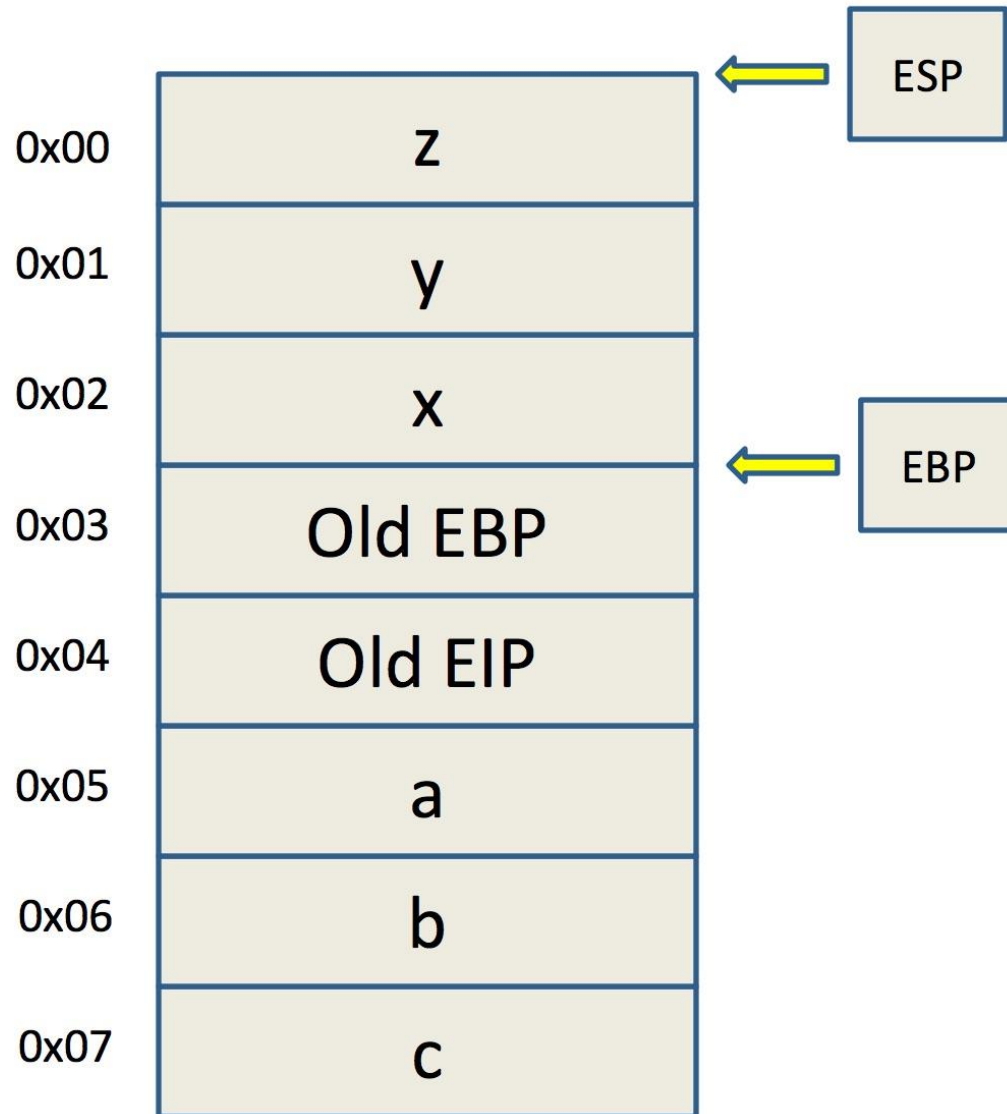 ESP
0x00
z
0x01
y
0x02
x
EBP
0x03
Old EBP
0x04
Old EIP
0x05
a
0x06
b
0x07
c